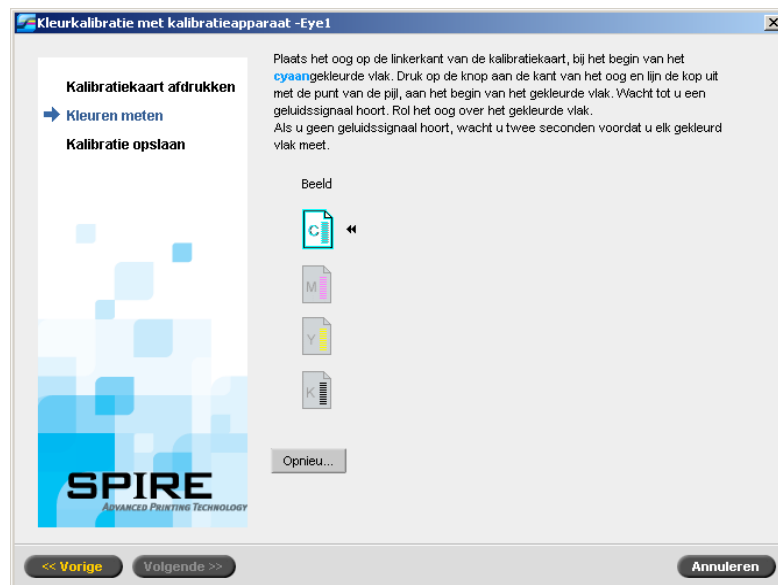 Kleurkalibratie met kalibratieapparaat -Eye1
Kalibratiekaart afdrukken
Kleuren meten
Kalibratie opslaan
Plaats het oog op de linkerkant van de kalibratiekaart, bij het begin van het
cyaangekleurde vlak. Druk op de knop aan de kant van het oog en lijn de kop uit
met de punt van de pijl, aan het begin van het gekleurde vlak. Wacht tot u een
geluidssignaal hoort. Rol het oog over het gekleurde vlak.
Als u geen geluidssignaal hoort, wacht u twee seconden voordat u elk gekleurd
vlak meet.
Beeld
C
M
Y
K
Opnieu...
SPIRE
ADVANCED PRINTING TECHNOLOGY
<< Vorige
Volgende >>
Annuleren